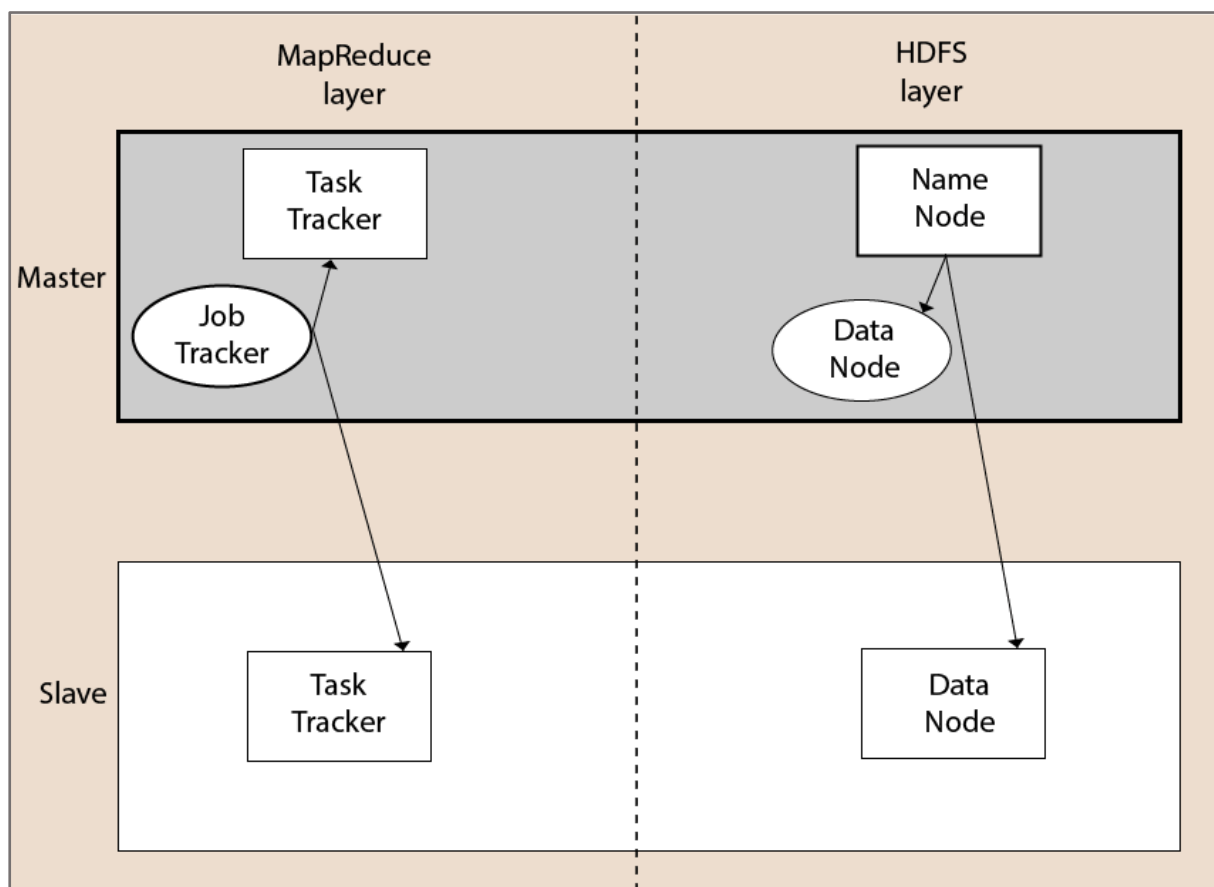 MapReduce
layer
HDFS
layer
Master
Task
Tracker
Job
Tracker
Name
Node
Data
Node
Slave
Task
Tracker
Data
Node